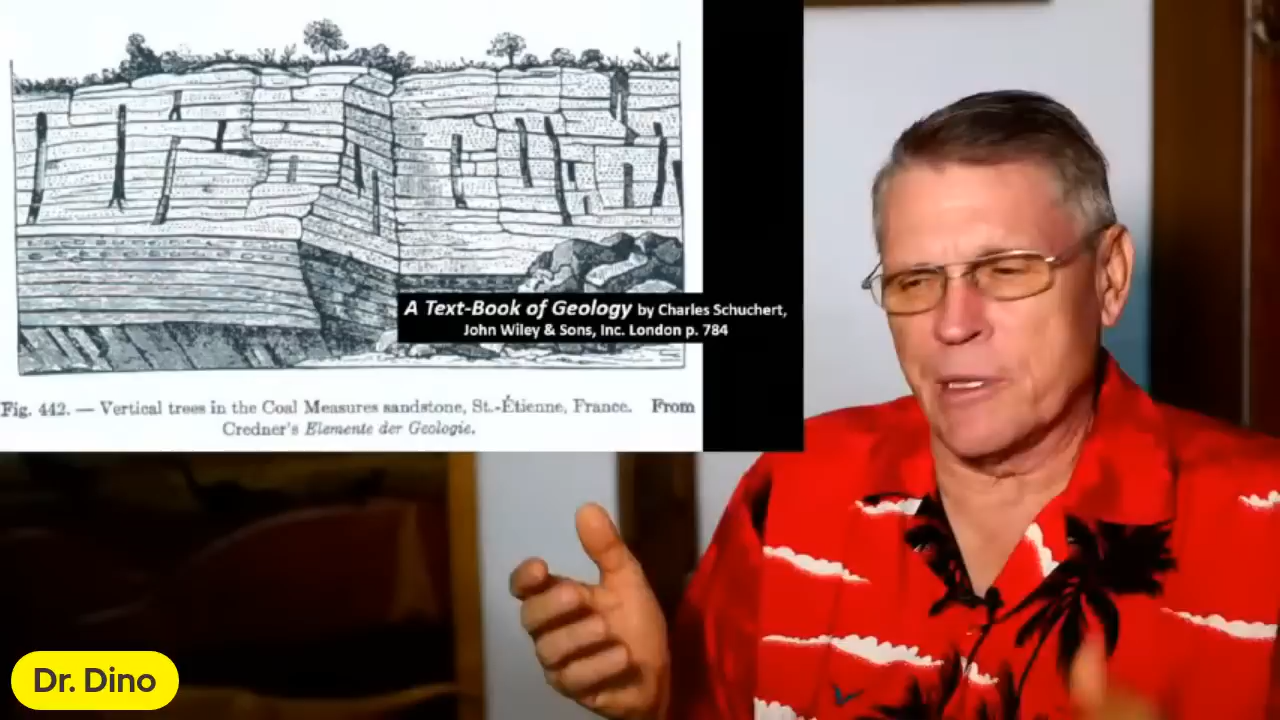 A Text-Book of Geology by Charles Schuchert,
John Wiley & Sons, Inc. London p. 784
Fig. 442. — Vertical trees in the Coal Measures sandstone, St.-Étienne, France. From
Credner's Elemente der Geologie.
Dr. Dino